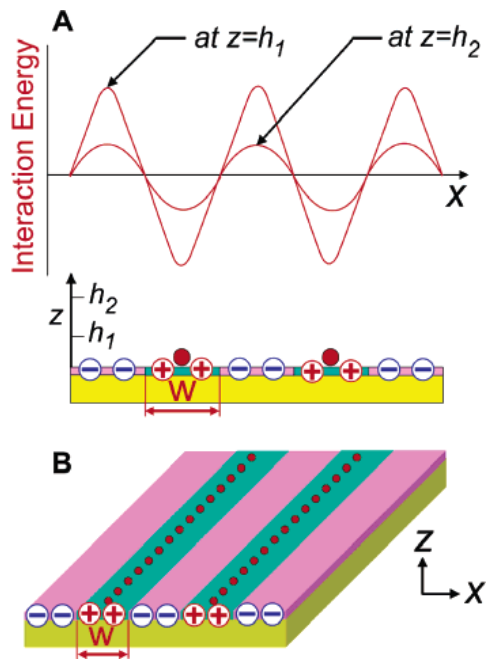 A
at z=h1
at z=h2
Interaction Energy
X
z
h2
h1
− − + + − − + + − −
W
B
Z
X
− − + + − − + + − −
W